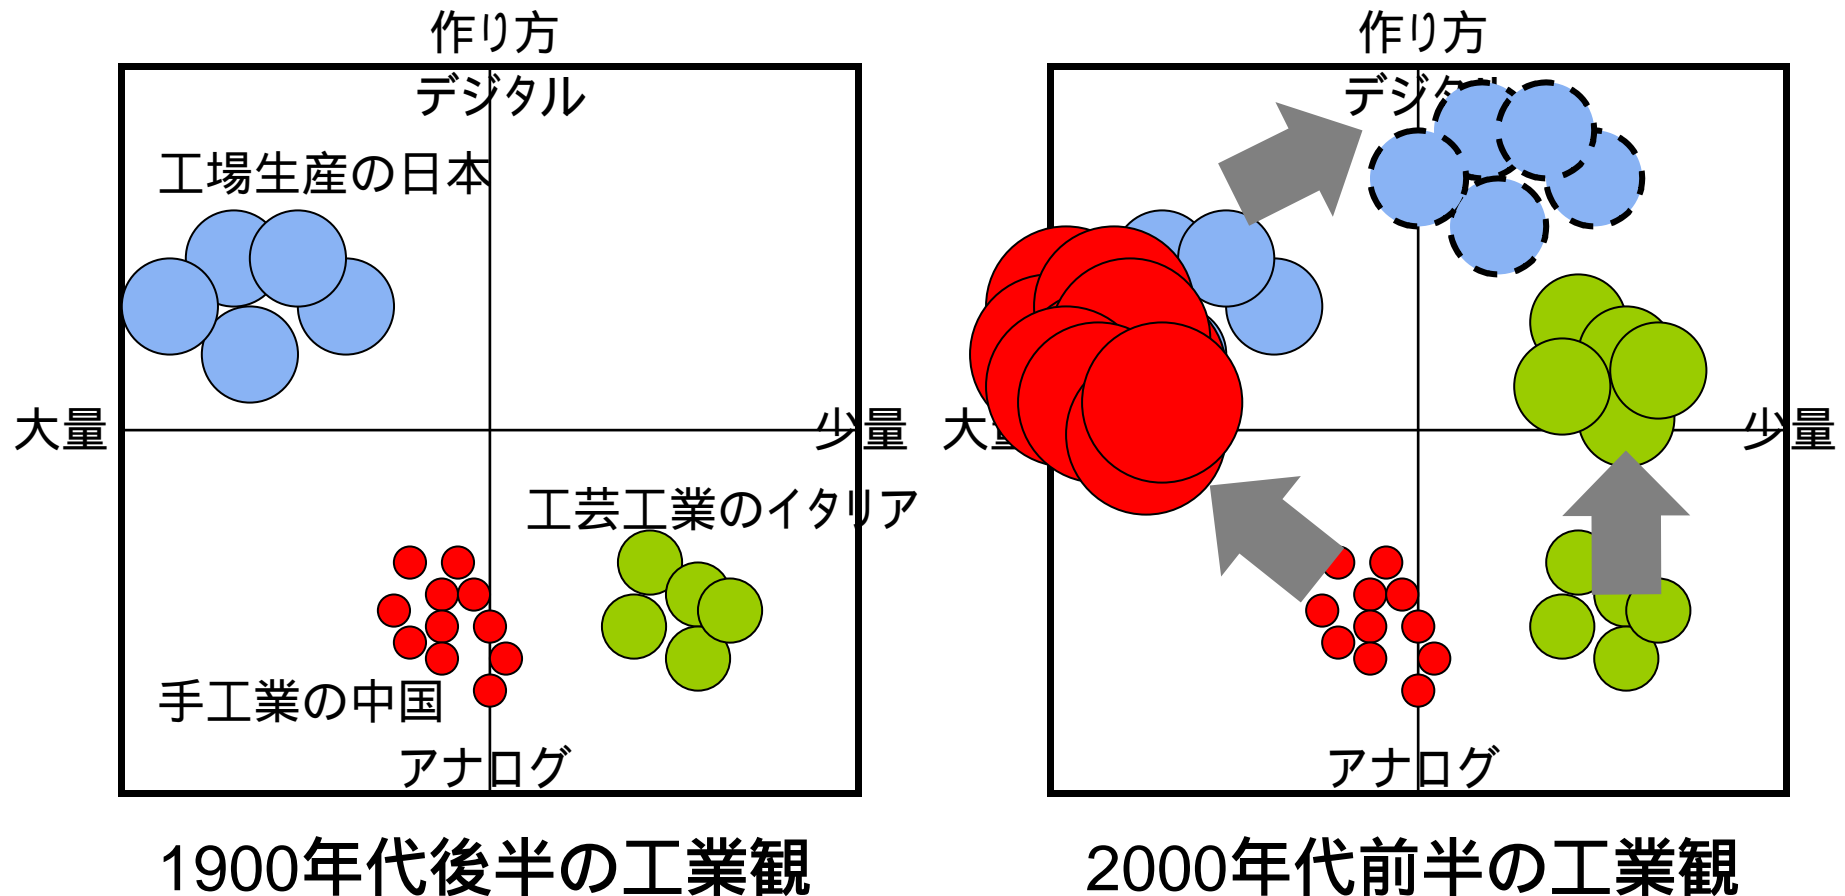 作り方
デジタル
工場生産の日本
大量
少量
工芸工業のイタリア
手工業の中国
アナログ
1900年代後半の工業観
作り方
デジ
大
少量
アナログ
2000年代前半の工業観